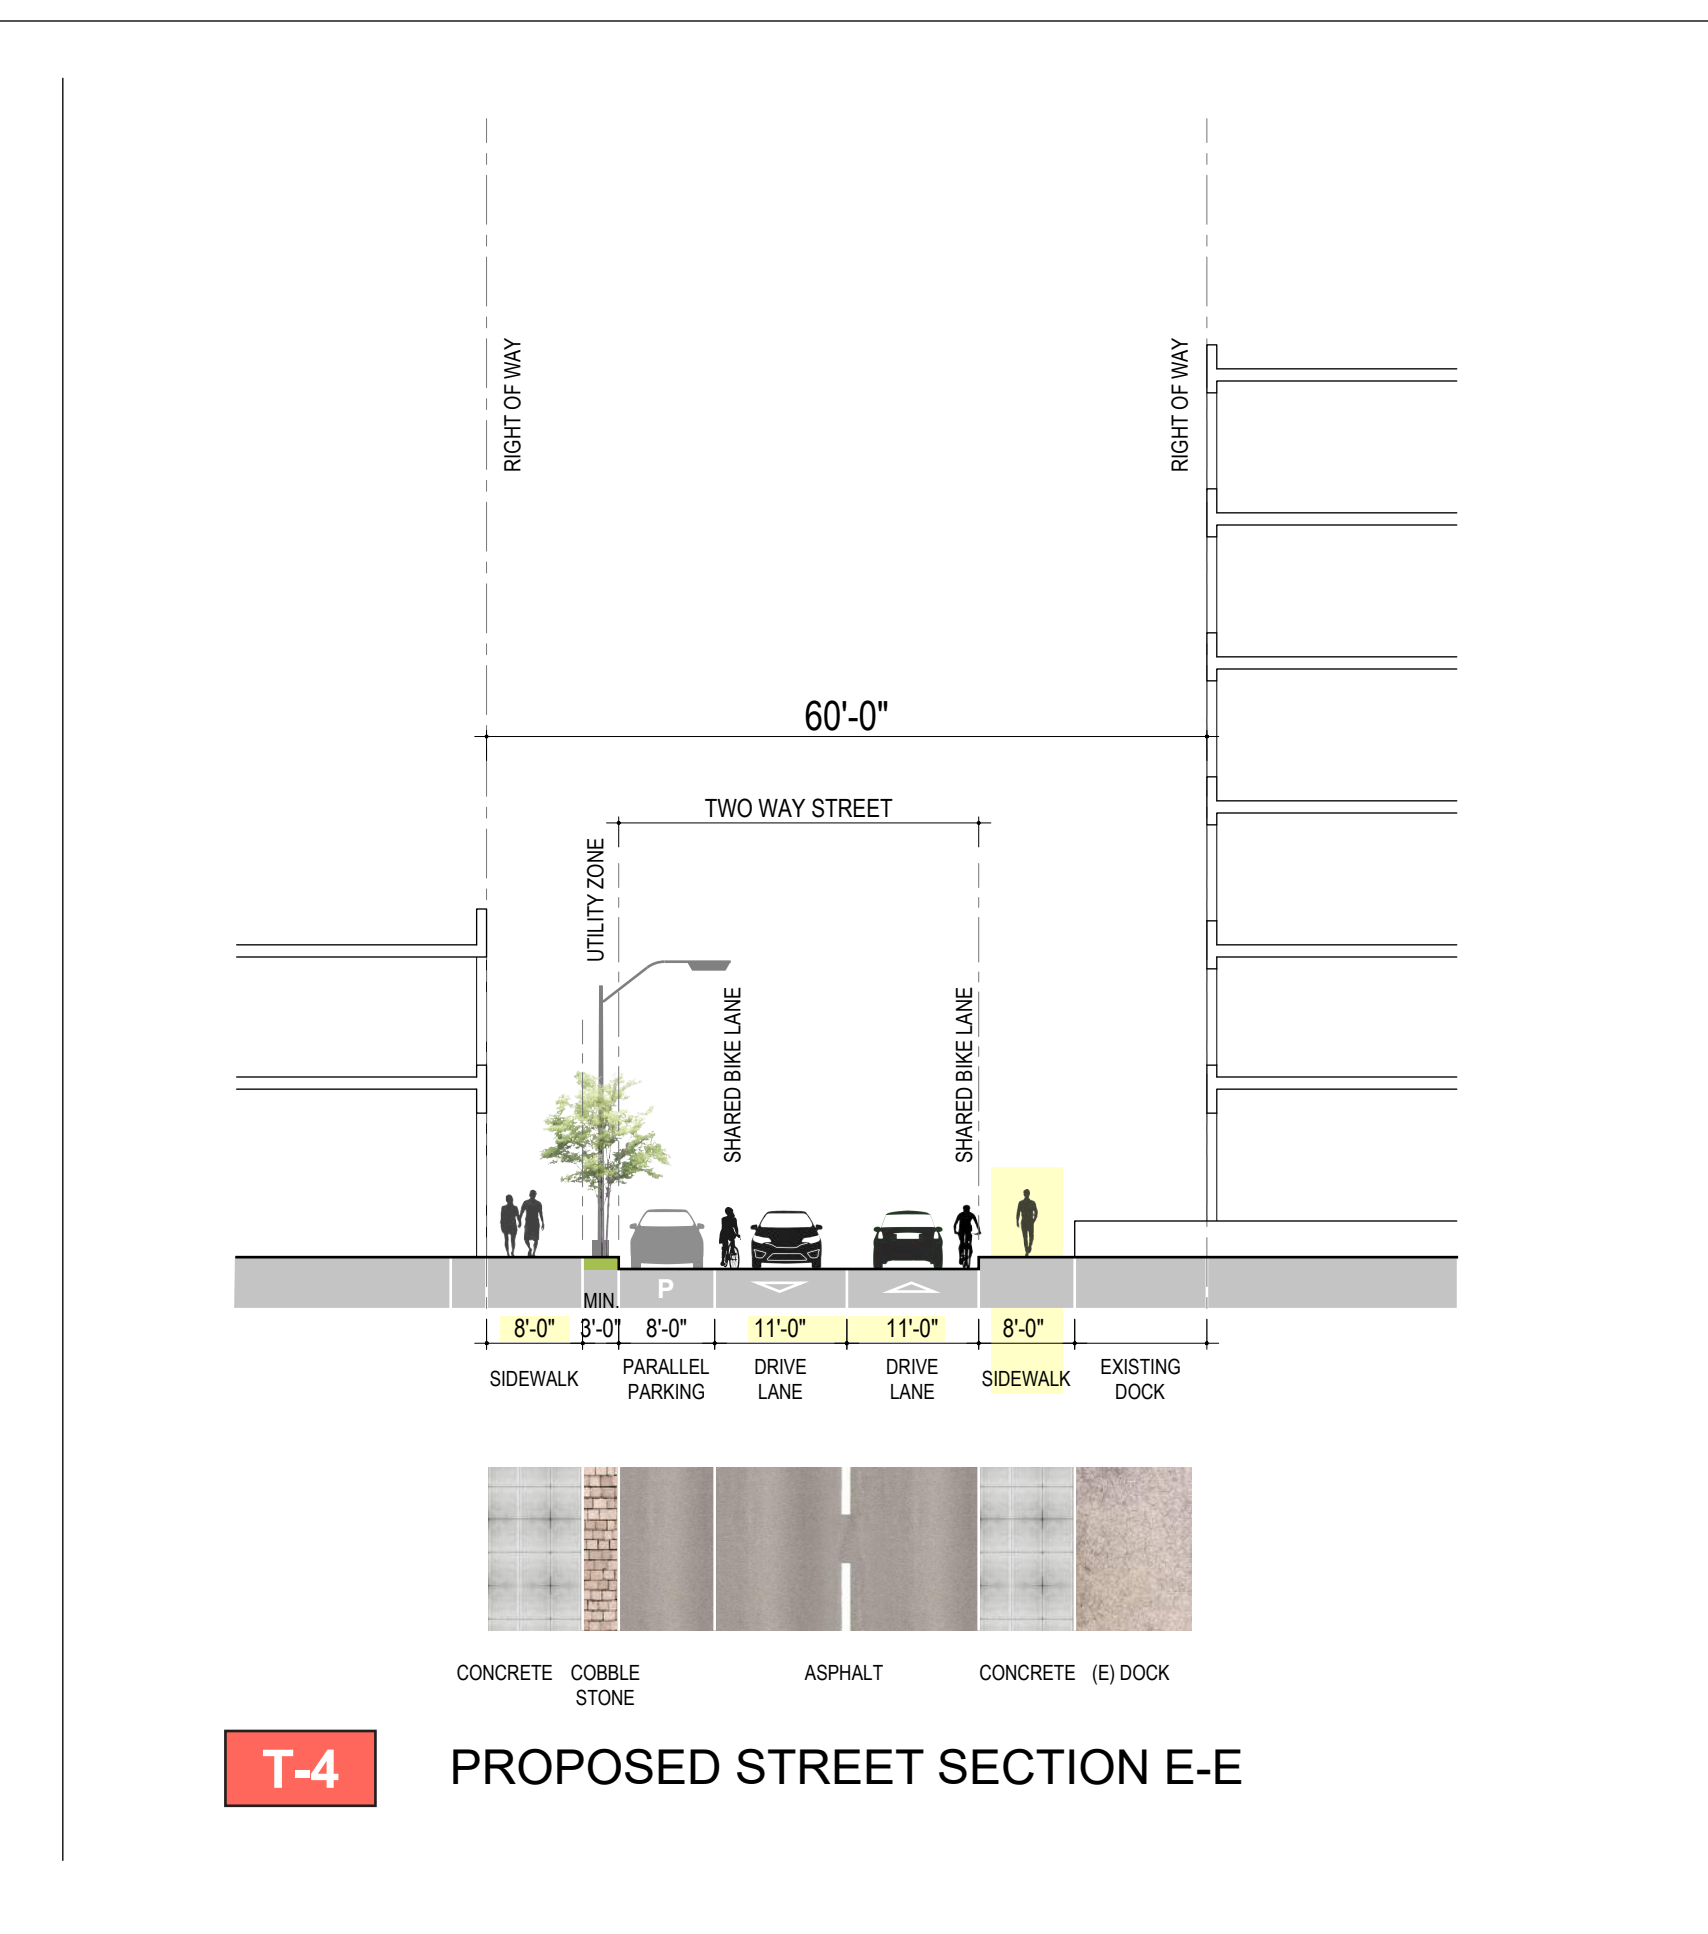 RIGHT OF WAY
RIGHT OF WAY
60'-0"
TWO WAY STREET
UTILITY ZONE
SHARED BIKE LANE
SHARED BIKE LANE
P
MIN.
8'-0" 3'-0" 8'-0" 11'-0" 11'-0" 8'-0"
SIDEWALK
PARALLEL
PARKING
DRIVE
LANE
DRIVE
LANE
SIDEWALK
EXISTING
DOCK
CONCRETE
COBBLE
STONE
ASPHALT
CONCRETE
(E) DOCK
T-4
PROPOSED STREET SECTION E-E